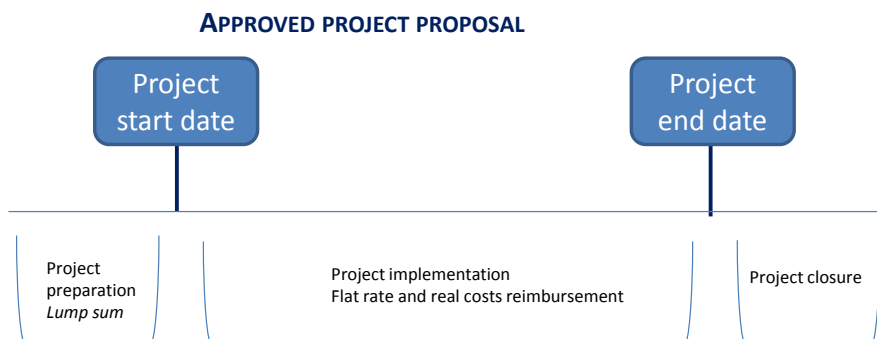 APPROVED PROJECT PROPOSAL
Project
start date
Project
end date
Project
preparation
Lump sum
Project implementation
Flat rate and real costs reimbursement
Project closure